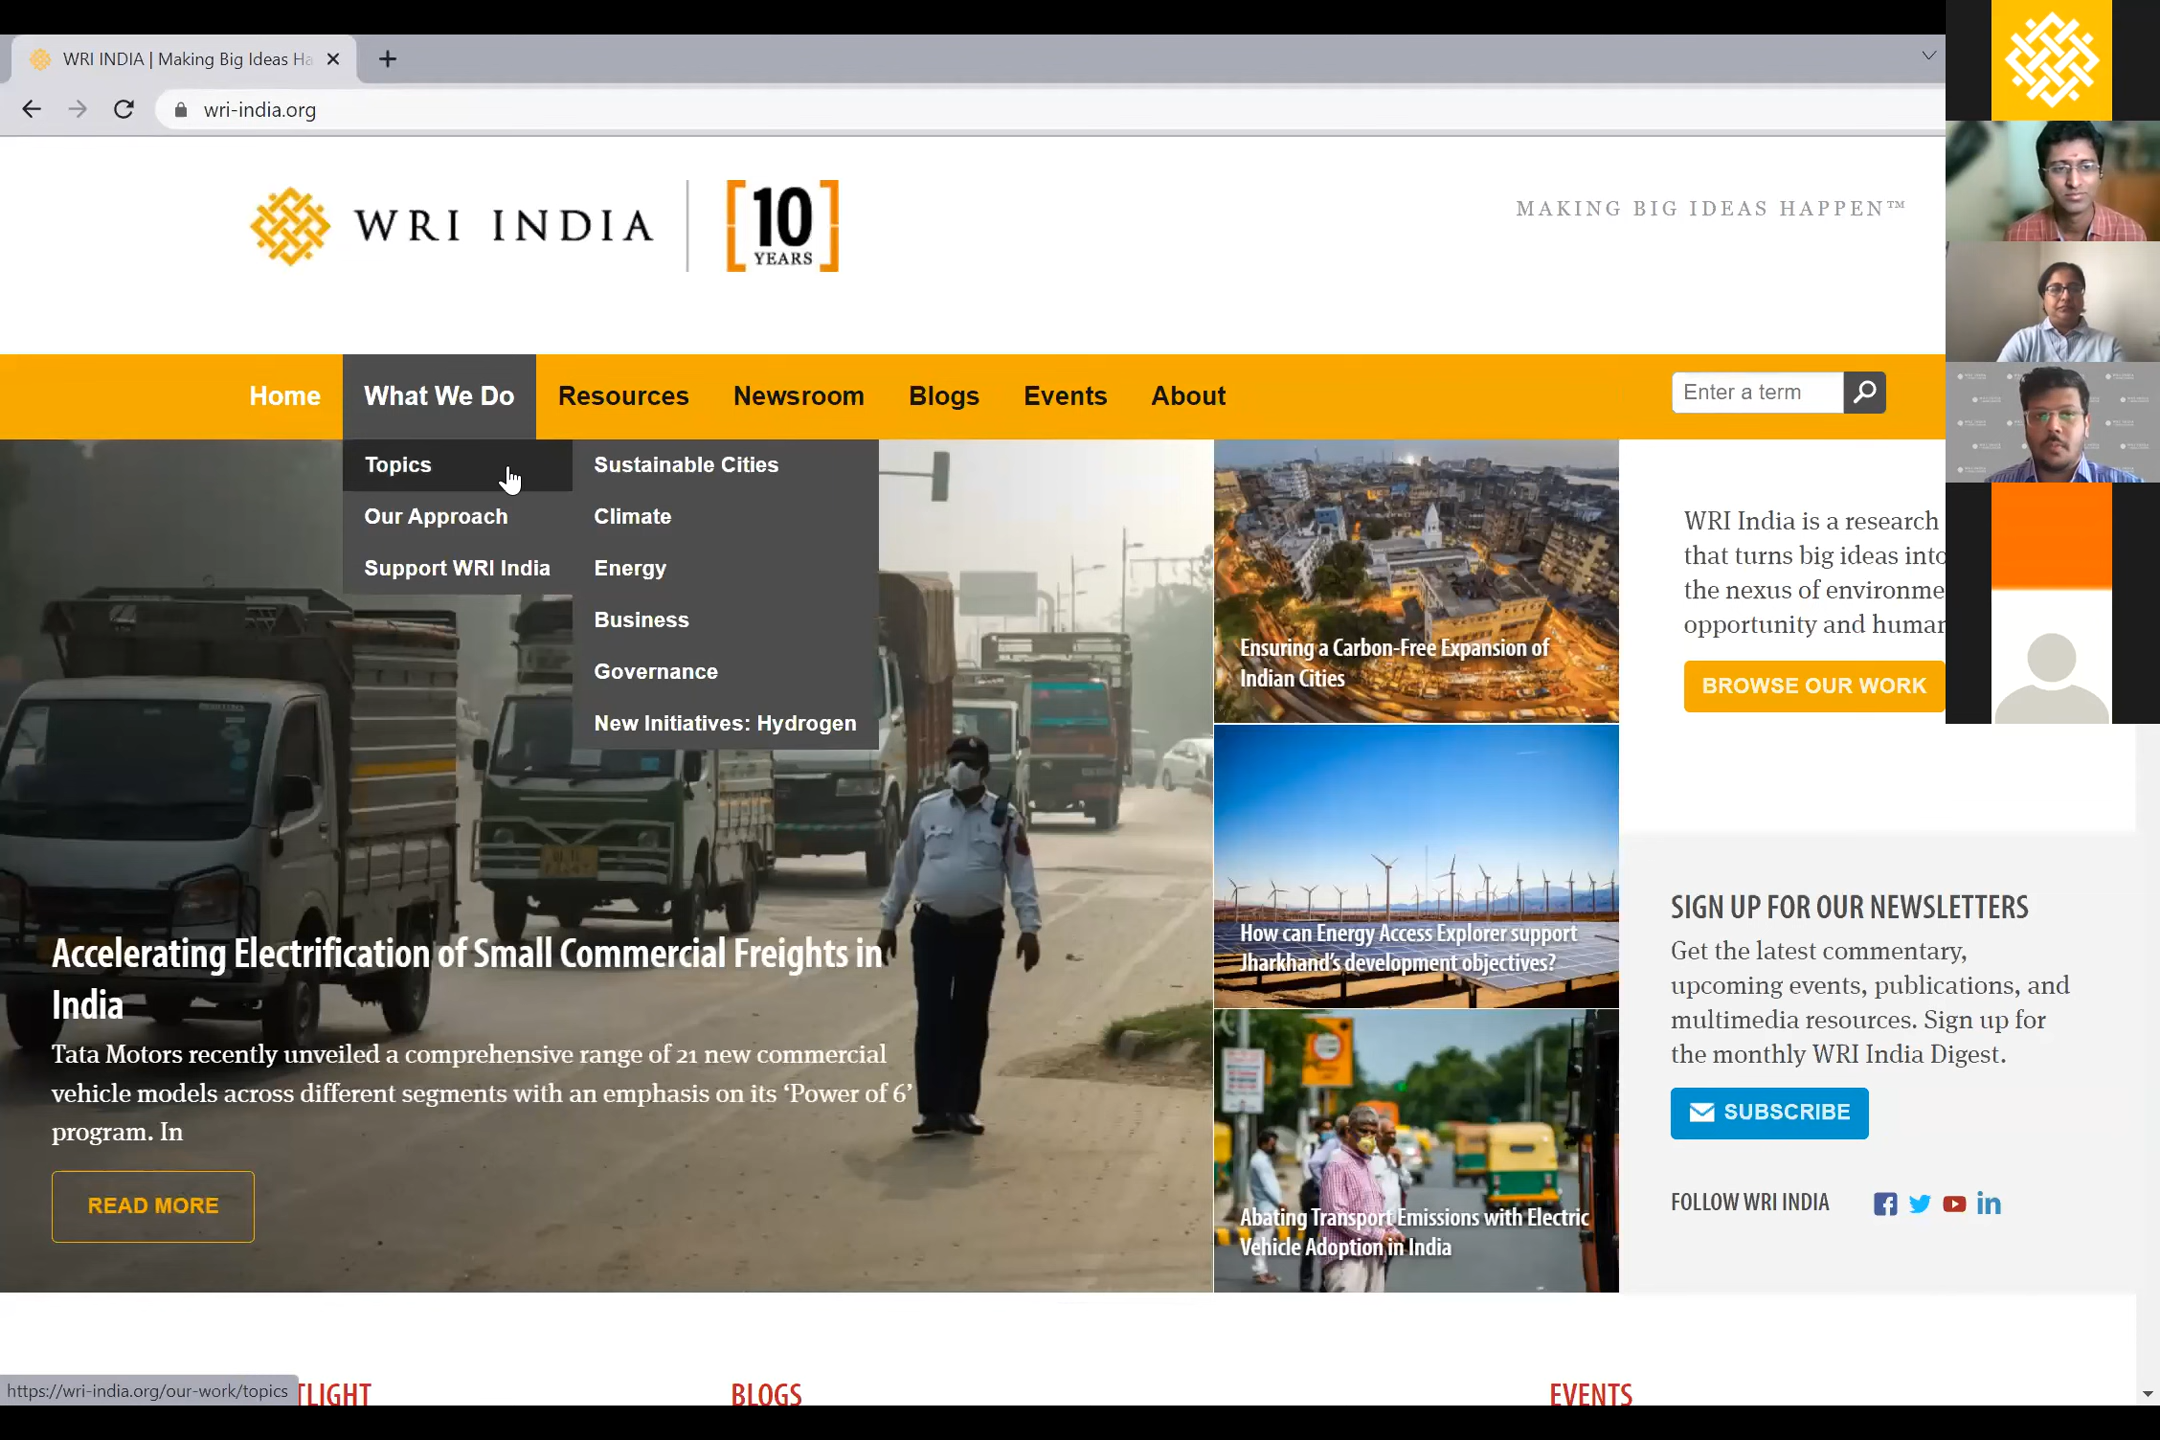 WRI INDIA | Making Big Ideas Ha
wri-india.org
WRI INDIA
10
YEARS
MAKING BIG IDEAS HAPPEN™
Home
What We Do
Resources
Newsroom
Blogs
Events
About
Enter a term
Topics
Our Approach
Support WRI India
Sustainable Cities
Climate
Energy
Business
Governance
New Initiatives: Hydrogen
Accelerating Electrification of Small Commercial Freights in
India
Tata Motors recently unveiled a comprehensive range of 21 new commercial
vehicle models across different segments with an emphasis on its ‘Power of 6’
program. In
READ MORE
Ensuring a Carbon-Free Expansion of
Indian Cities
How can Energy Access Explorer support
Jharkhand's development objectives?
Abating Transport Emissions with Electric
Vehicle Adoption in India
WRI India is a research
that turns big ideas into
the nexus of environme
opportunity and human
BROWSE OUR WORK
SIGN UP FOR OUR NEWSLETTERS
Get the latest commentary,
upcoming events, publications, and
multimedia resources. Sign up for
the monthly WRI India Digest.
SUBSCRIBE
FOLLOW WRI INDIA
https://wri-india.org/our-work/topics
TLIGHT
BLOGS
EVENTS